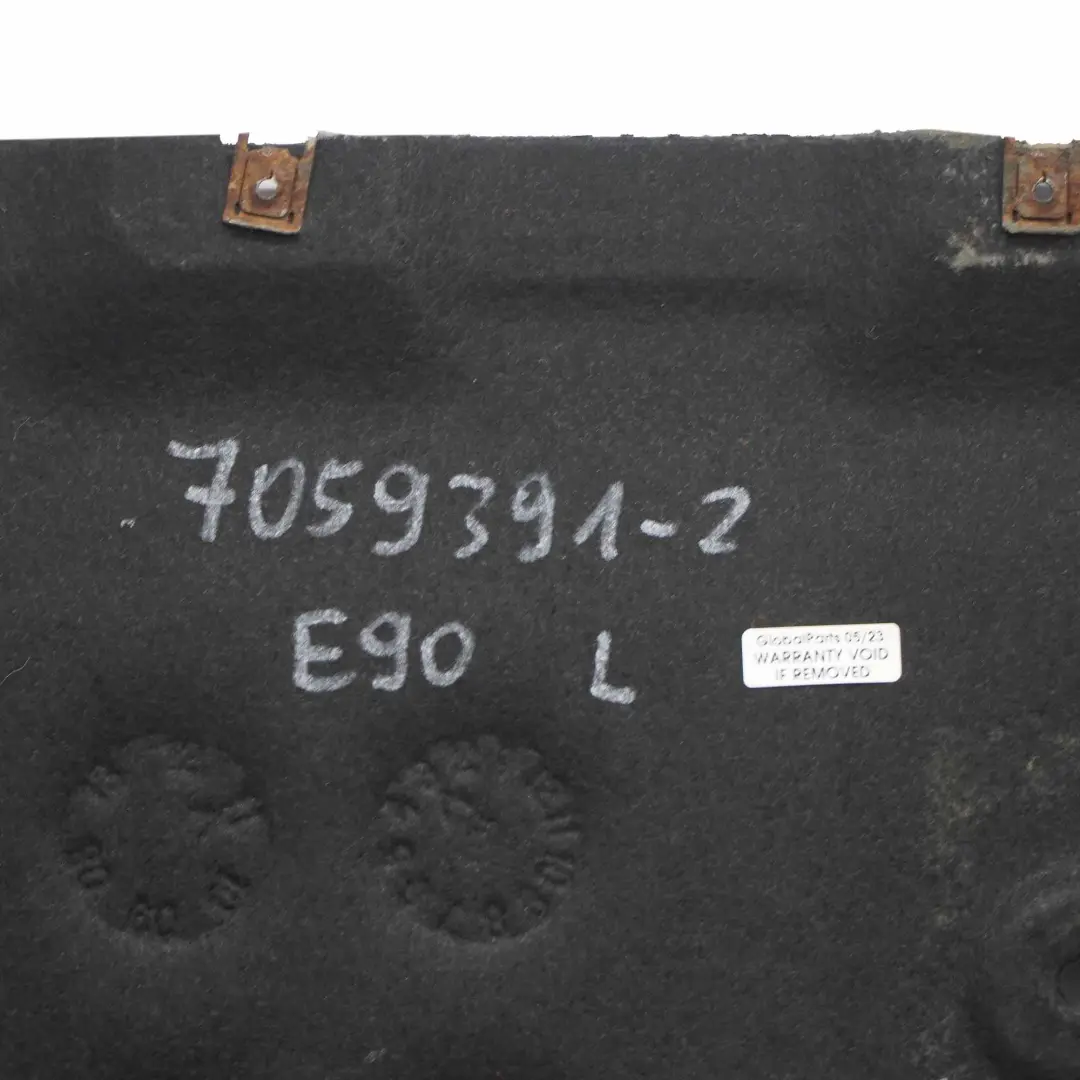 7059391-2
E90 L
GlobalParts 05/23
WARRANTY VOID
IF REMOVED